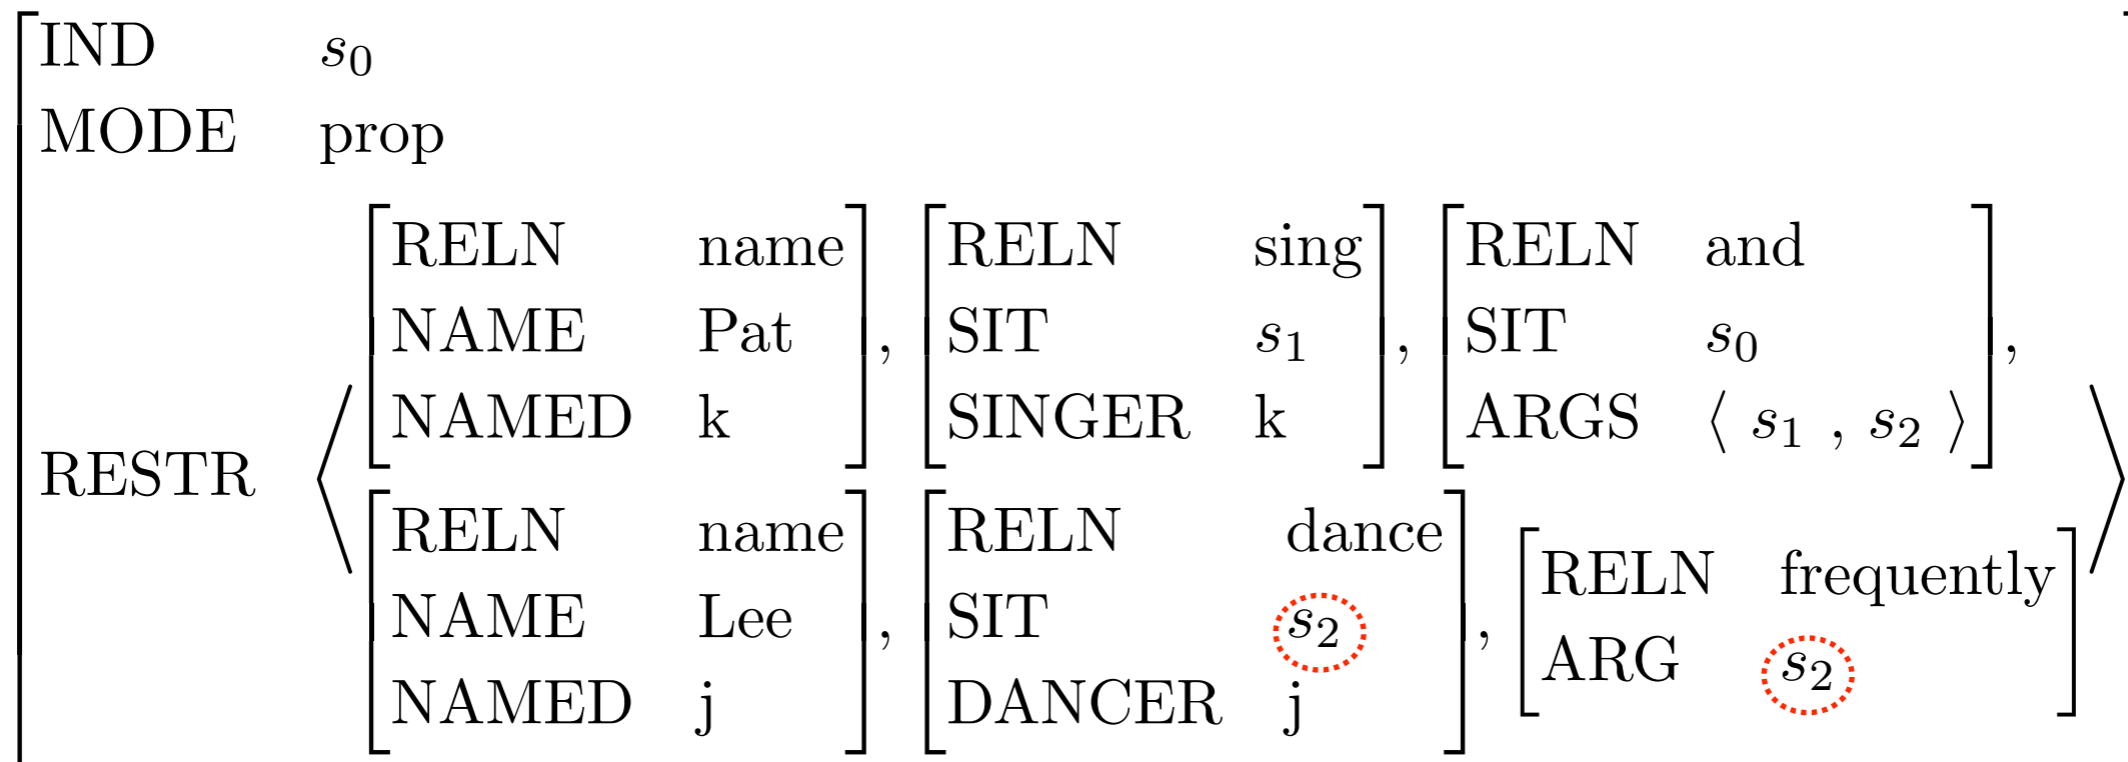 IND s₀
MODE prop
RESTR ⟨ [RELN name [RELN sing [RELN and
NAME Pat SIT s₁ SIT s₀
NAMED k], SINGER k], ARGS ⟨ s₁ , s₂ ⟩],
[RELN name [RELN dance [RELN frequently
NAME Lee SIT s₂ ARG s₂] ⟩
NAMED j], DANCER j],